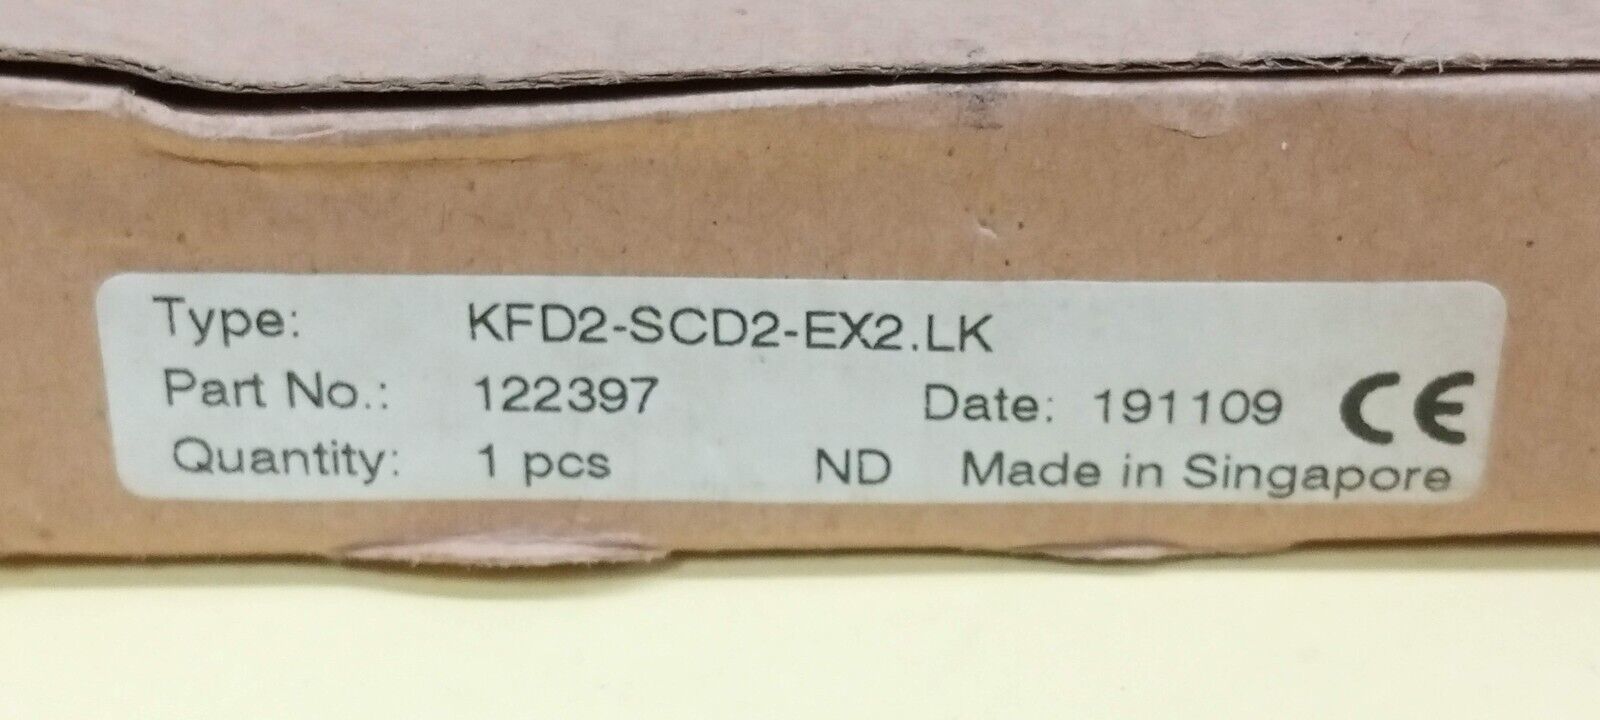 Type: KFD2-SCD2-EX2.LK
Part No.: 122397 Date: 191109 CE
Quantity: 1 pcs ND Made in Singapore